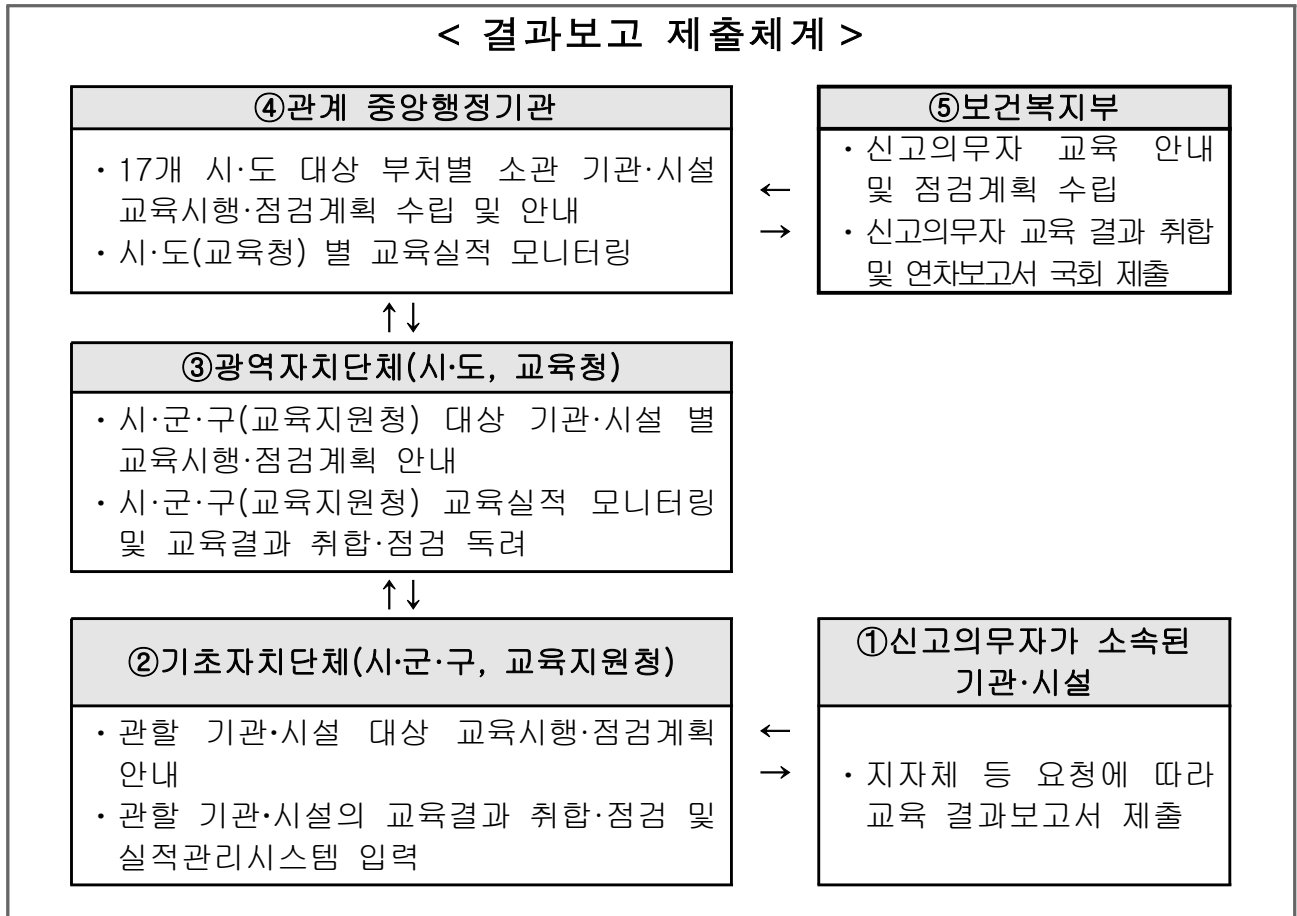 < 결과보고 제출체계 >
④관계 중앙행정기관
· 17개 시·도 대상 부처별 소관 기관·시설
교육시행·점검계획 수립 및 안내
· 시·도(교육청) 별 교육실적 모니터링
←
→
⑤보건복지부
· 신고의무자 교육 안내
및 점검계획 수립
· 신고의무자 교육 결과 취합
및 연차보고서 국회 제출
↑↓
③광역자치단체(시·도, 교육청)
· 시·군·구(교육지원청) 대상 기관·시설 별
교육시행·점검계획 안내
· 시·군·구(교육지원청) 교육실적 모니터링
및 교육결과 취합·점검 독려
↑↓
②기초자치단체(시·군·구, 교육지원청)
· 관할 기관·시설 대상 교육시행·점검계획
안내
· 관할 기관·시설의 교육결과 취합·점검 및
실적관리시스템 입력
←
→
①신고의무자가 소속된
기관·시설
· 지자체 등 요청에 따라
교육 결과보고서 제출